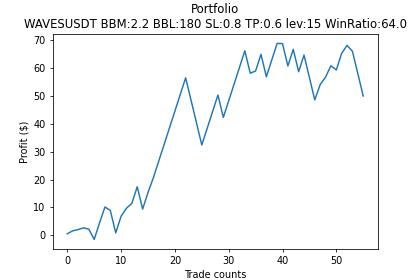 Portfolio
WAVESUSDT BBM:2.2 BBL:180 SL:0.8 TP:0.6 lev:15 WinRatio:64.0
Profit ($)
70
60
50
40
30
20
10
0
0 10 20 30 40 50
Trade counts